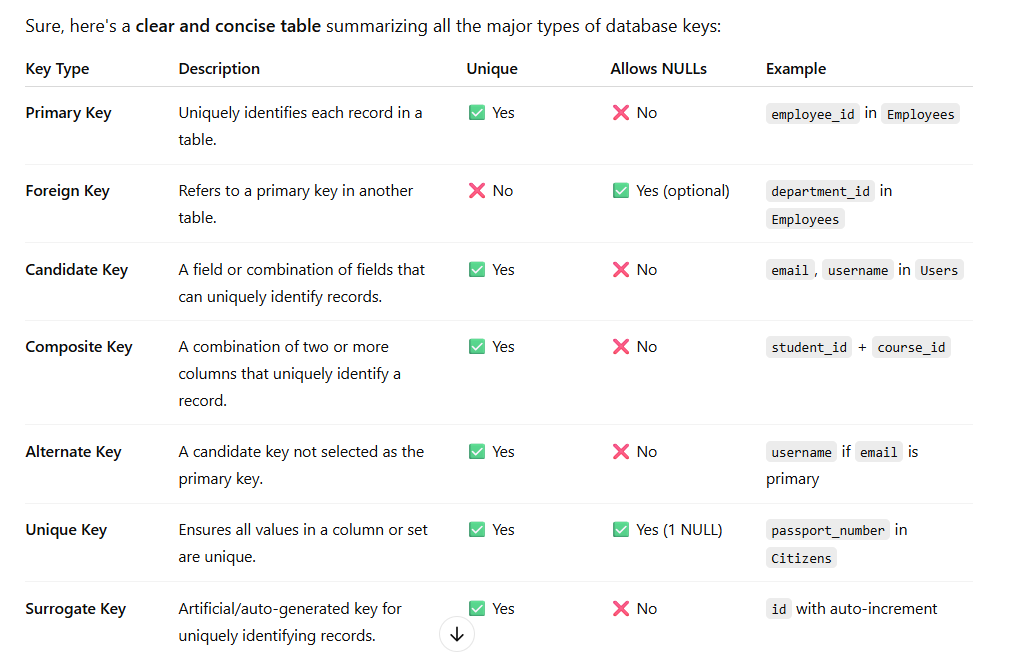 Sure, here's a clear and concise table summarizing all the major types of database keys:
Key Type Description Unique Allows NULLs Example
Primary Key Uniquely identifies each record in a ✅ Yes ❌ No employee_id in Employees
table.
Foreign Key Refers to a primary key in another ❌ No ✅ Yes (optional) department_id in
table. Employees
Candidate Key A field or combination of fields that ✅ Yes ❌ No email, username in Users
can uniquely identify records.
Composite Key A combination of two or more ✅ Yes ❌ No student_id + course_id
columns that uniquely identify a
record.
Alternate Key A candidate key not selected as the ✅ Yes ❌ No username if email is
primary key. primary
Unique Key Ensures all values in a column or set ✅ Yes ✅ Yes (1 NULL) passport_number in
are unique. Citizens
Surrogate Key Artificial/auto-generated key for ✅ Yes ❌ No id with auto-increment
uniquely identifying records.